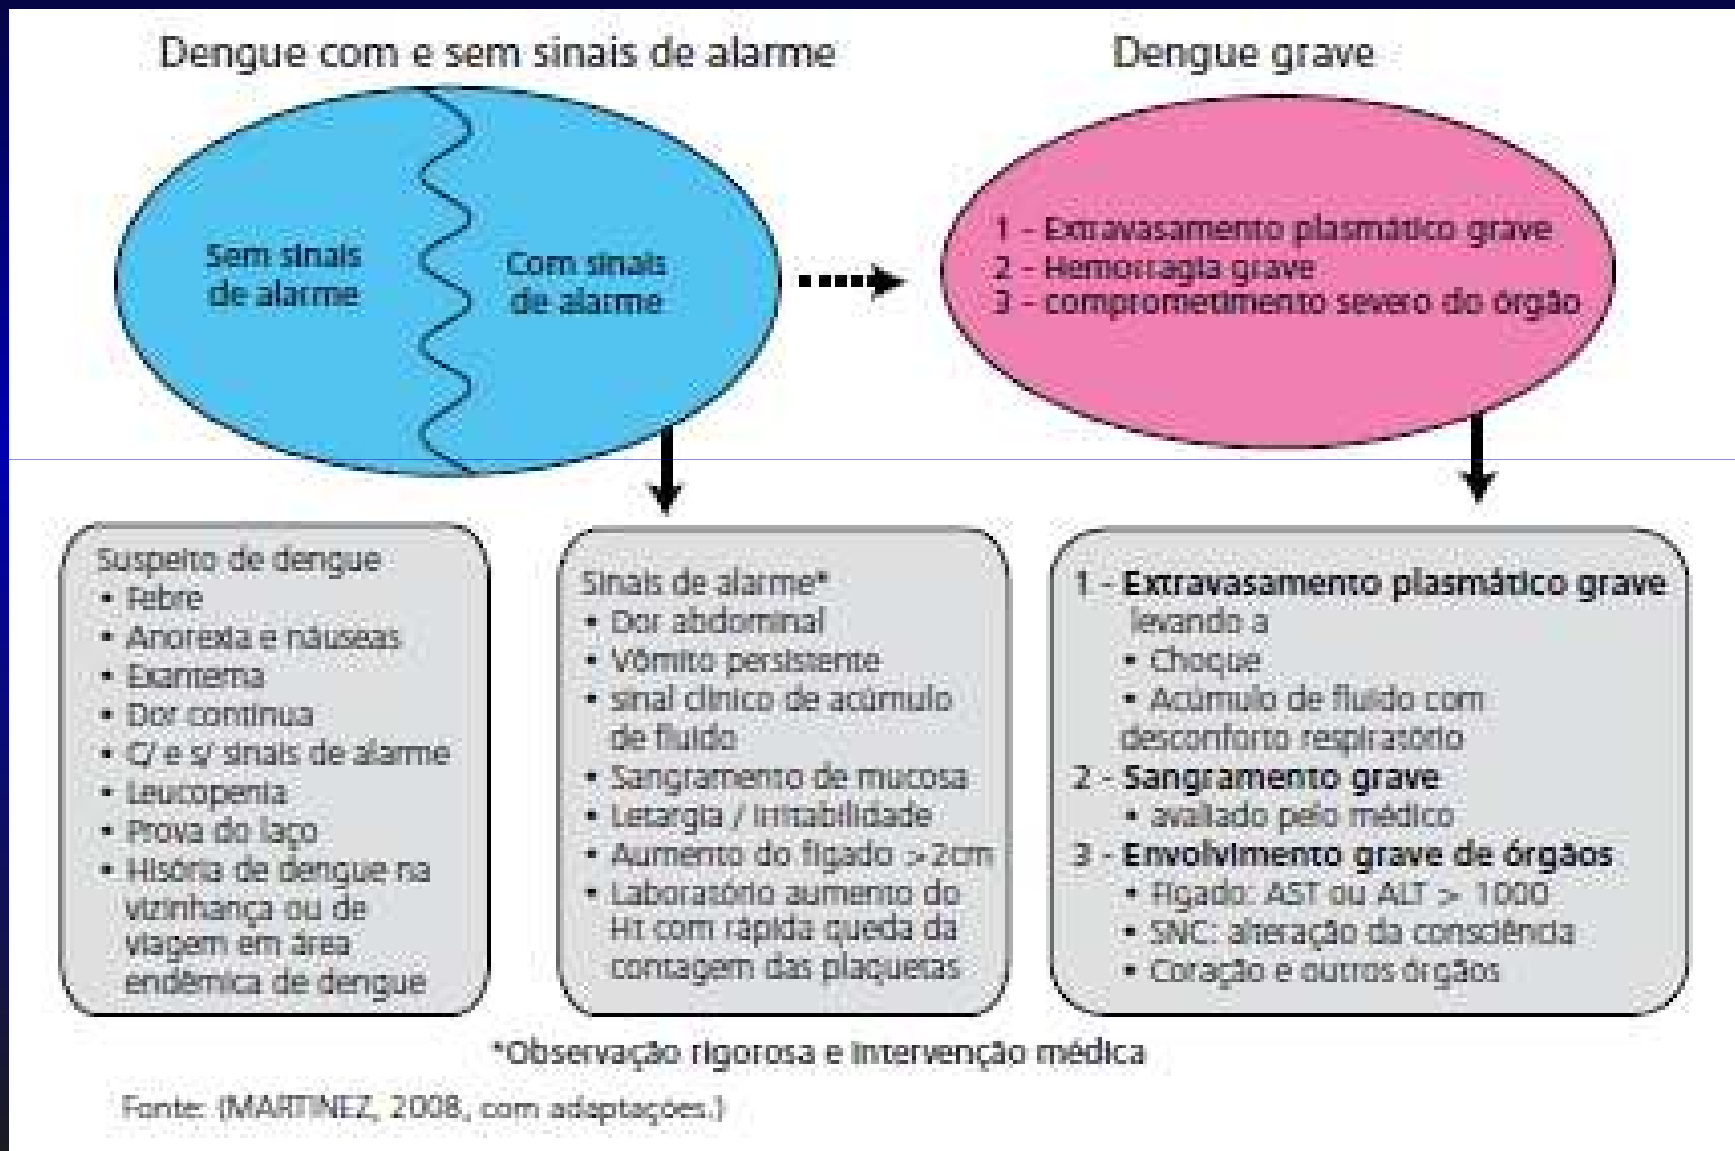 Dengue com e sem sinais de alarme
Dengue grave
Sem sinais
de alarme
Com sinais
de alarme
1 - Extravasamento plasmático grave
2 - Hemorragia grave
3 - comprometimento severo do órgão
Suspeito de dengue
• Febre
• Anorexia e náuseas
• Exantema
• Dor contínua
• C/ e s/ sinais de alarme
• Leucopenia
• Prova do laço
• Hisória de dengue na
vizinhança ou de
viagem em área
endêmica de dengue
Sinais de alarme*
• Dor abdominal
• Vômito persistente
• sinal clínico de acúmulo
de fluido
• Sangramento de mucosa
• Letargia / irritabilidade
• Aumento do fígado >2cm
• Laborasório aumento do
Ht com rápida queda da
contagem das plaquetas
1 - Extravasamento plasmático grave
levando a
• Choque
• Acúmulo de fluido com
desconforto respirasório
2 - Sangramento grave
• avaliado pelo médico
3 - Envolvimento grave de órgãos
• Fígado: AST ou ALT > 1000
• SNC: alteração da consciência
• Coração e outros órgãos
*Observação rigorosa e intervenção médica
Fonte: (MARTINEZ, 2008, com adaptações.)